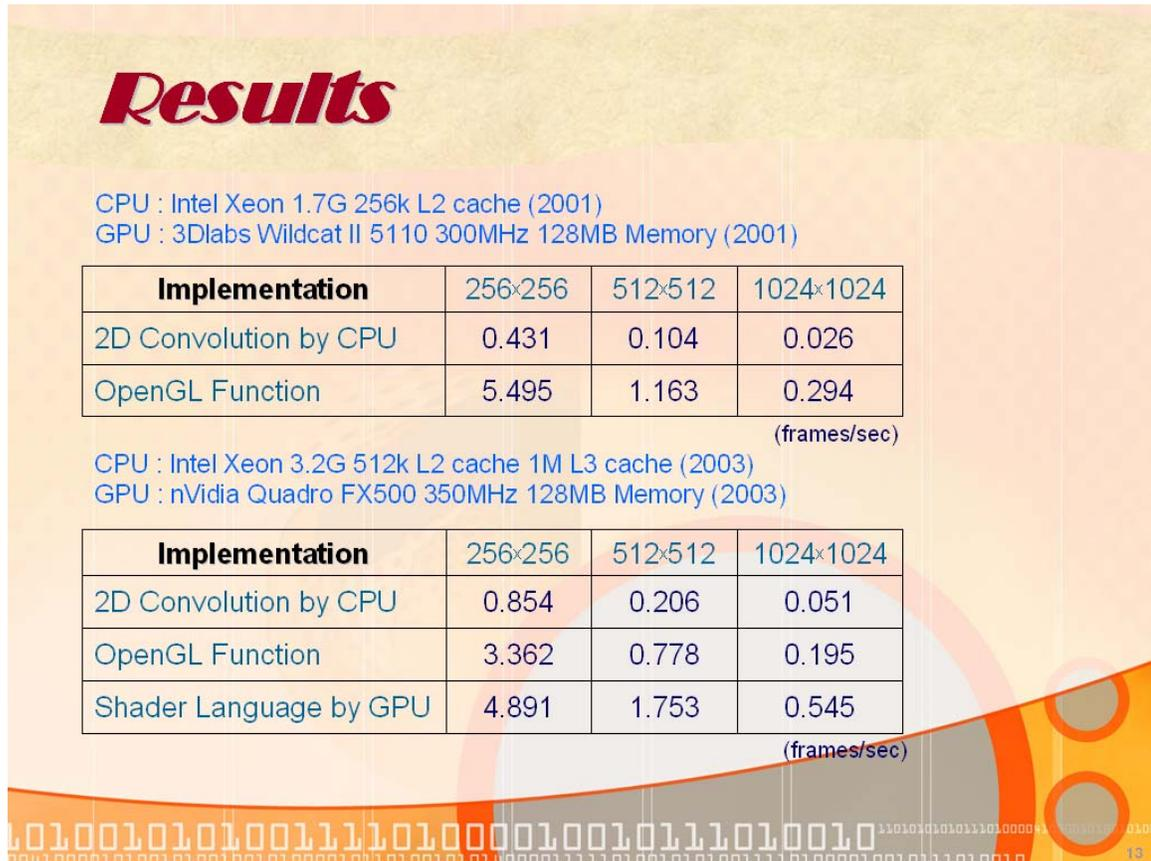 Results
CPU : Intel Xeon 1.7G 256k L2 cache (2001)
GPU : 3Dlabs Wildcat II 5110 300MHz 128MB Memory (2001)
Implementation 256x256 512x512 1024x1024
2D Convolution by CPU 0.431 0.104 0.026
OpenGL Function 5.495 1.163 0.294
(frames/sec)
CPU : Intel Xeon 3.2G 512k L2 cache 1M L3 cache (2003)
GPU : nVidia Quadro FX500 350MHz 128MB Memory (2003)
Implementation 256x256 512x512 1024x1024
2D Convolution by CPU 0.854 0.206 0.051
OpenGL Function 3.362 0.778 0.195
Shader Language by GPU 4.891 1.753 0.545
(frames/sec)
13